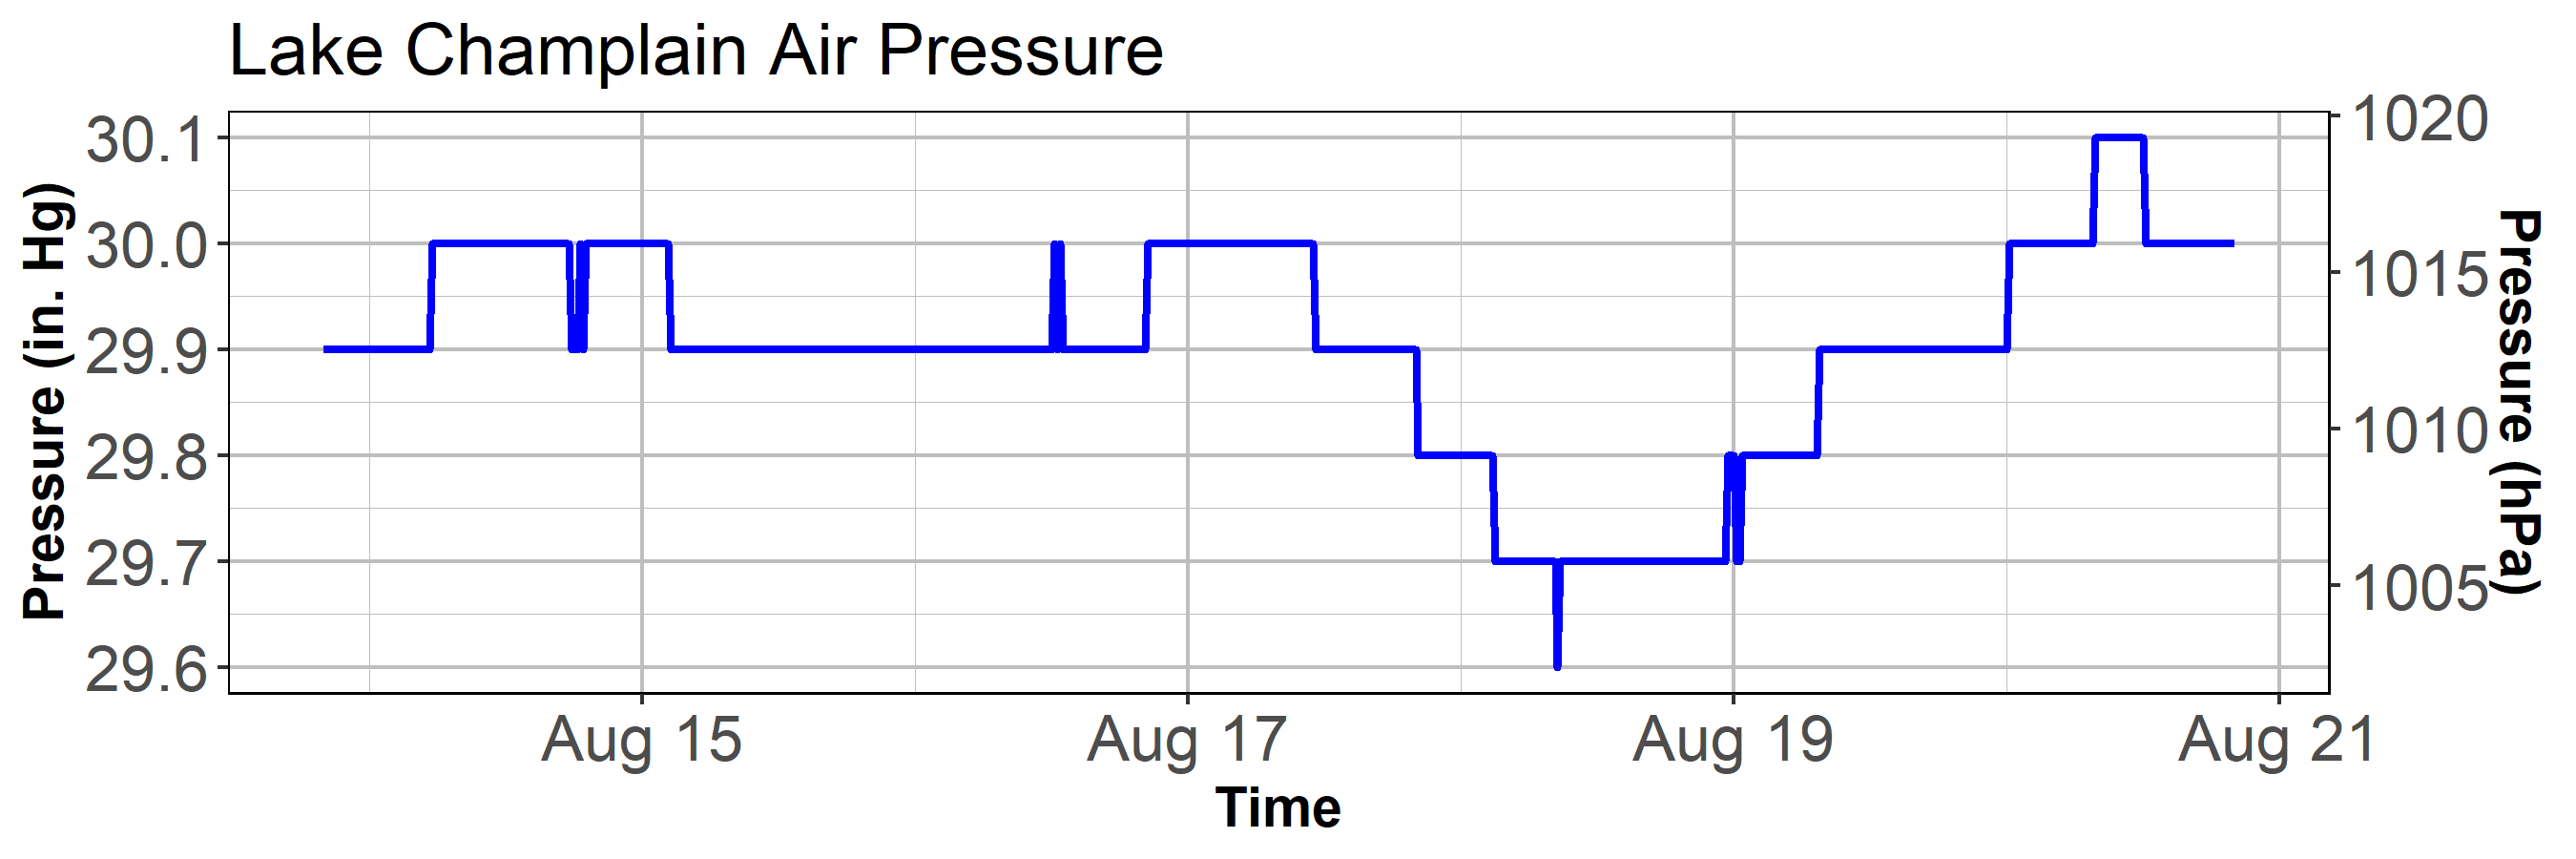 Lake Champlain Air Pressure
30.1
30.0
29.9
29.8
29.7
29.6
Pressure (in. Hg)
1020
1015
1010
1005
Pressure (hPa)
Aug 15
Aug 17
Aug 19
Aug 21
Time